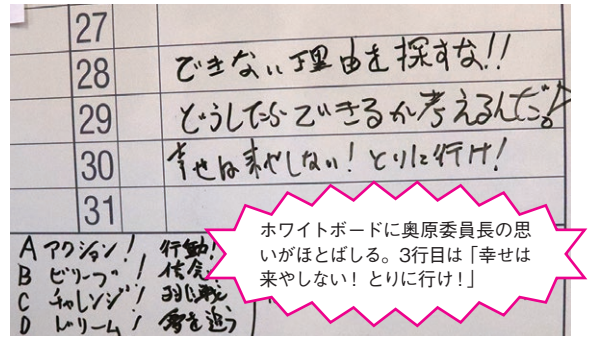 27
28 できない理由を探すな!!
29 どうしたらできるか考えるんだ!
30 幸せは来やしない! とりに行け!
31
A アクション! 行動!
B ビリーブ!
C チャレンジ!
D ドリーム! 夢を追う
ホワイトボードに奥原委員長の思
いがほとばしる。3行目は「幸せは
来やしない! とりに行け!」